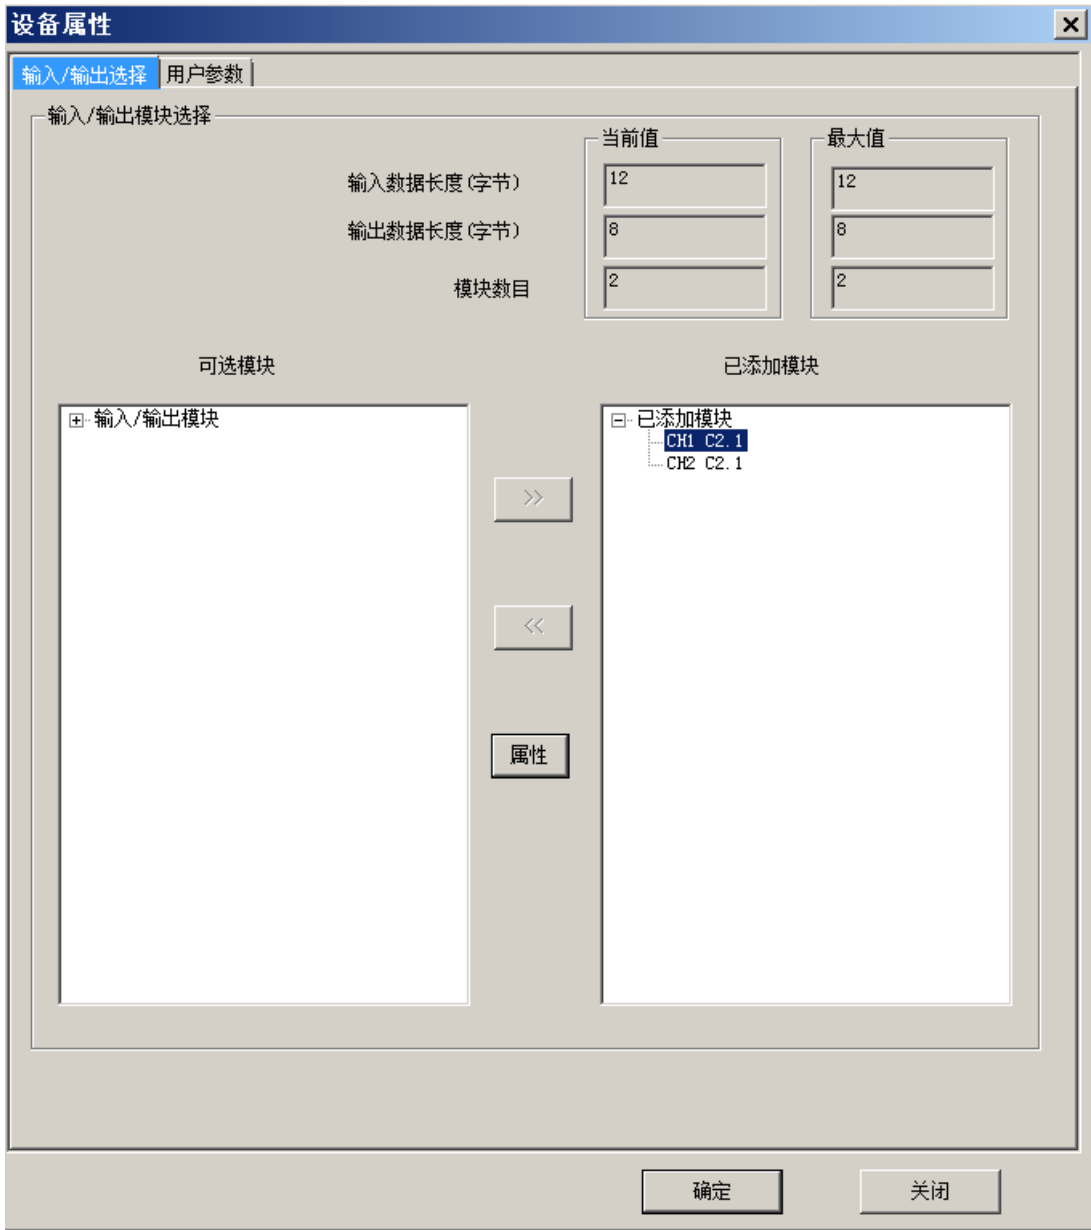 设备属性
输入/输出选择 用户参数
输入/输出模块选择
当前值 最大值
输入数据长度(字节) 12 12
输出数据长度(字节) 8 8
模块数目 2 2
可选模块 已添加模块
输入/输出模块 已添加模块
CH1 C2.1
CH2 C2.1
>>
<<
属性
确定 关闭